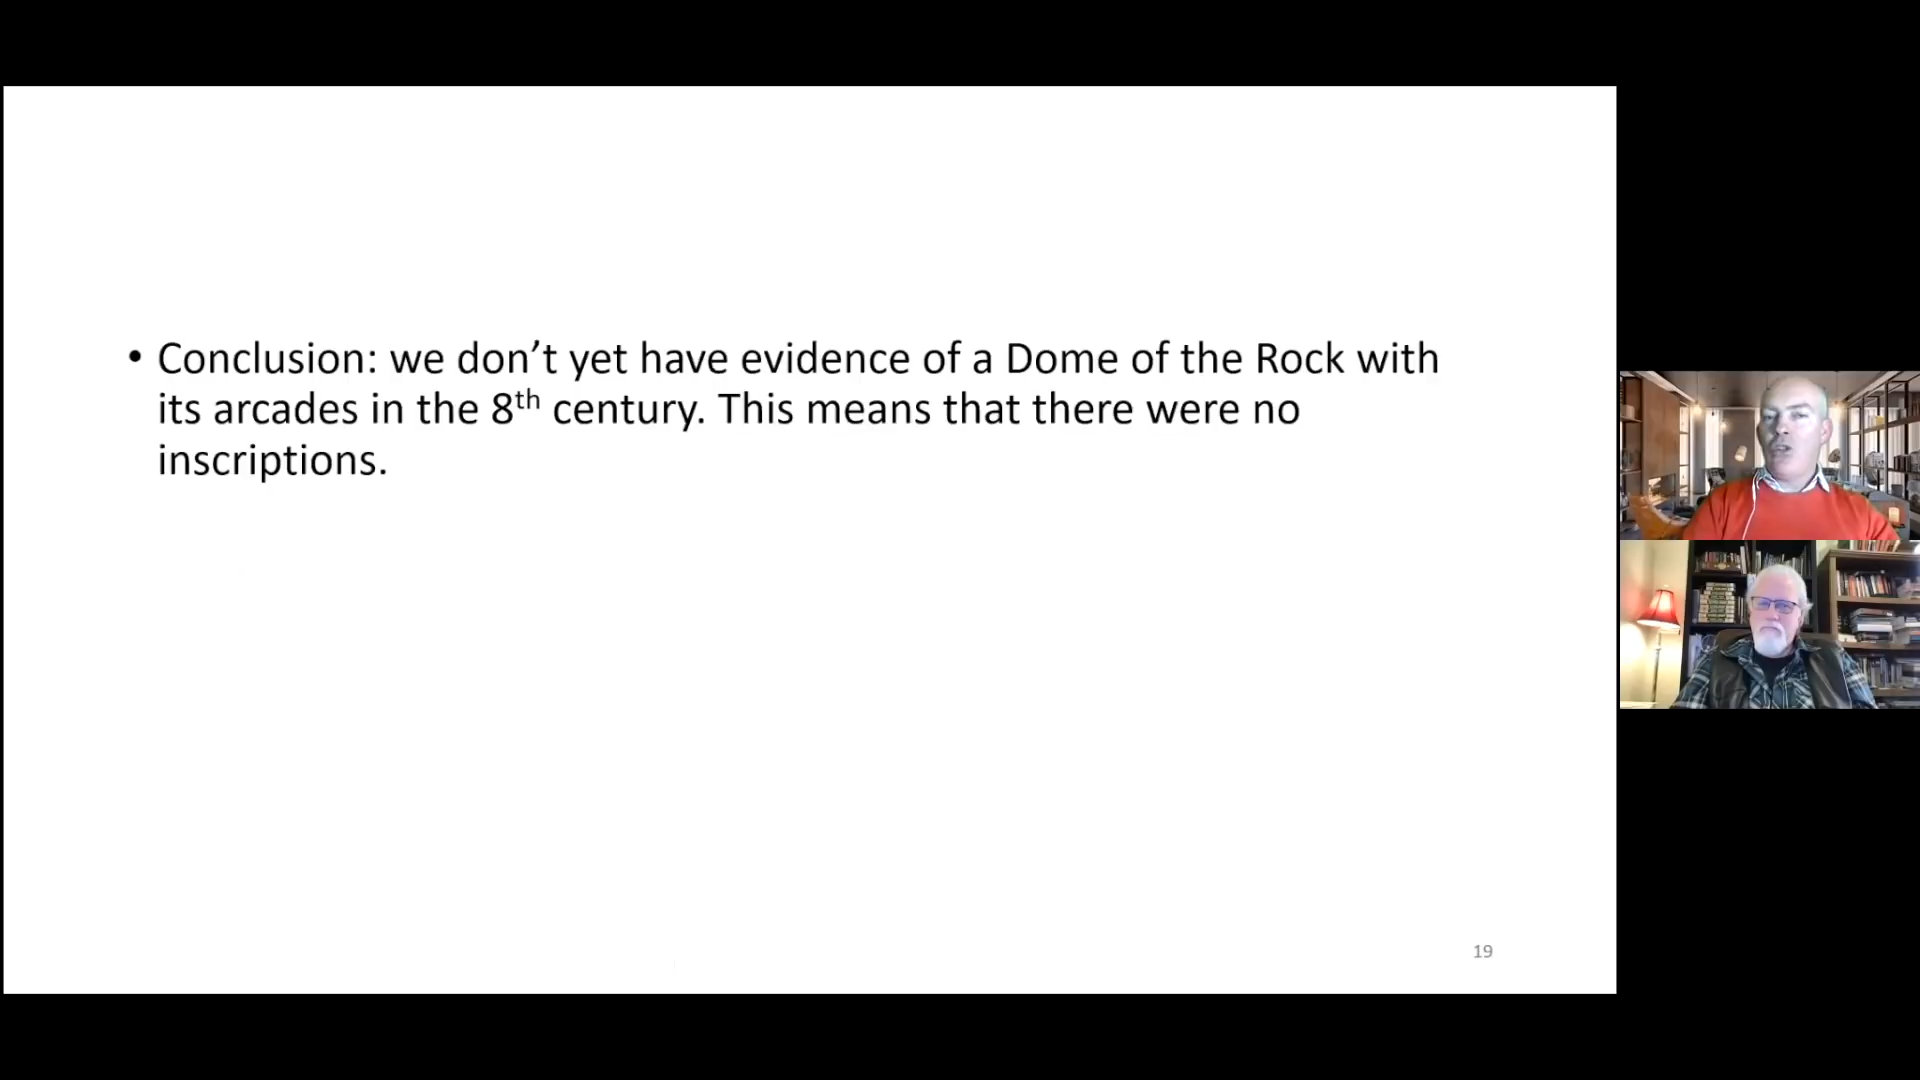 • Conclusion: we don’t yet have evidence of a Dome of the Rock with
its arcades in the 8th century. This means that there were no
inscriptions.
19